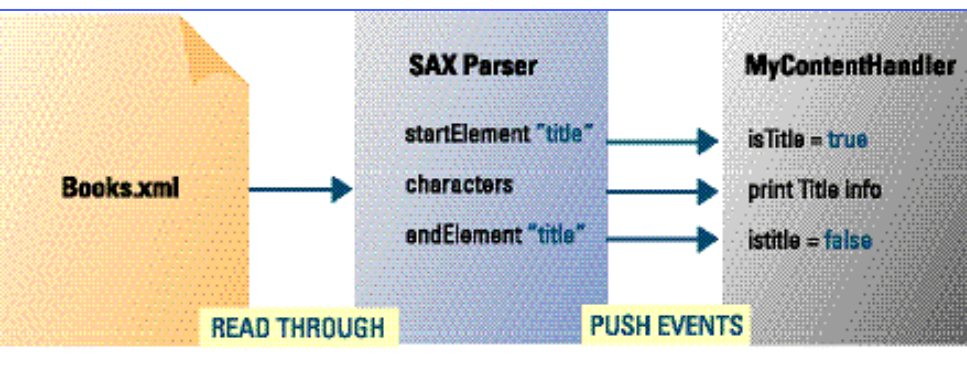 Books.xml
READ THROUGH
SAX Parser
startElement "title"
characters
endElement "title"
PUSH EVENTS
MyContentHandler
isTitle = true
print Title info
istitle = false